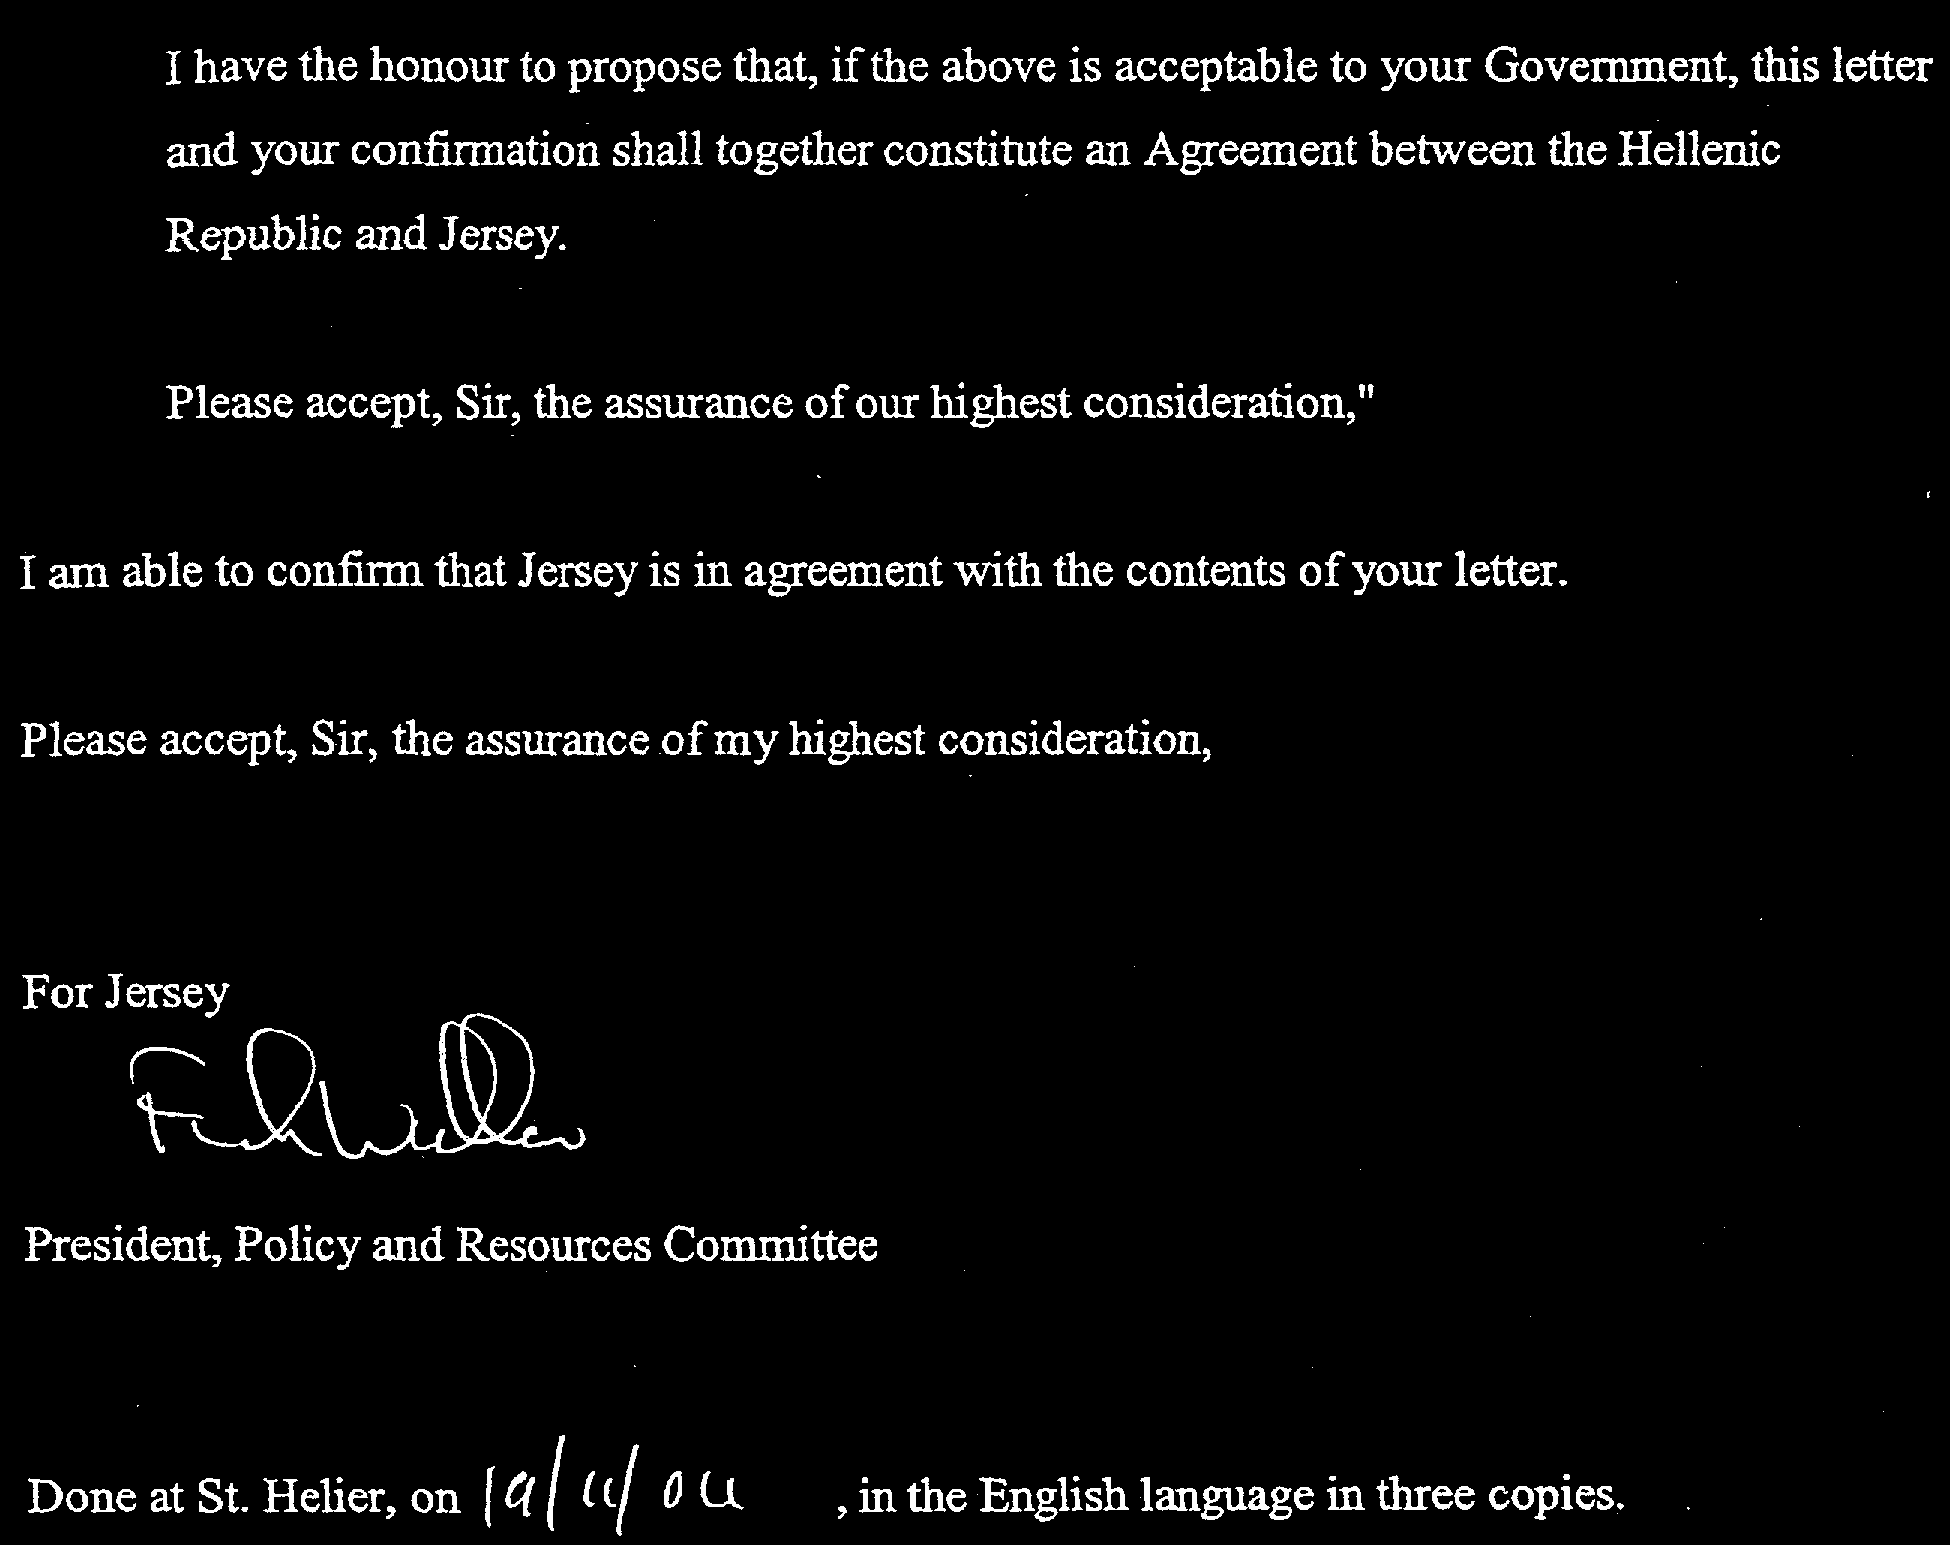 I have the honour to propose that, if the above is acceptable to your Government, this letter
and your confirmation shall together constitute an Agreement between the Hellenic
Republic and Jersey.
Please accept, Sir, the assurance of our highest consideration,"
I am able to confirm that Jersey is in agreement with the contents of your letter.
Please accept, Sir, the assurance of my highest consideration,
For Jersey
President, Policy and Resources Committee
Done at St. Helier, on 19/11/04 , in the English language in three copies.